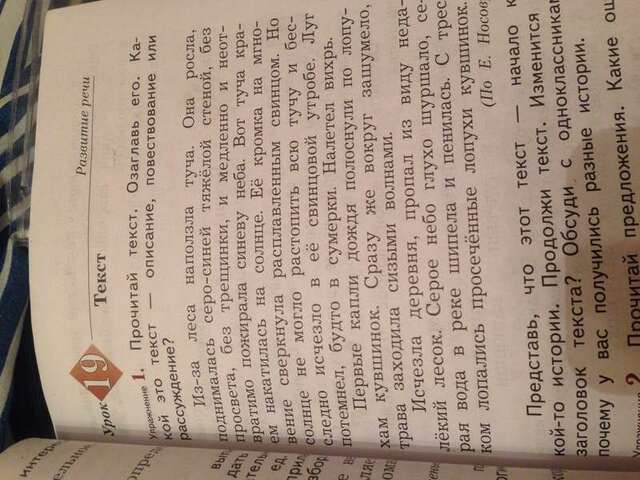 Урок 19
Развитие речи
Текст
Упражнение 1. Прочитай текст. Озаглавь его. Ка-
кой это текст — описание, повествование или
рассуждение?
Из-за леса наползла туча. Она росла,
поднималась серо-синей тяжёлой стеной, без
просвета, без трещинки, и медленно и неот-
вратимо пожирала синеву неба. Вот туча кра-
ем накатилась на солнце. Её кромка на мгно-
вение сверкнула расплавленным свинцом. Но
солнце не могло растопить всю тучу и бес-
следно исчезло в её свинцовой утробе. Луг
потемнел, будто в сумерки. Налетел вихрь.
Первые капли дождя полоснули по лопу-
хам кувшинок. Сразу же вокруг зашумело,
трава заходила сизыми волнами.
Исчезла деревня, пропал из виду неда-
лёкий лесок. Серое небо глухо шуршало, се-
рая вода в реке шипела и пенилась. С трес-
ком лопались просечённые лопухи кувшинок.
(По Е. Носову)
Представь, что этот текст — начало к
кой-то истории. Продолжи текст. Изменится
заголовок текста? Обсуди с одноклассникам
почему у вас получились разные истории.
Упражнение 2. Прочитай предложения. Какие ош